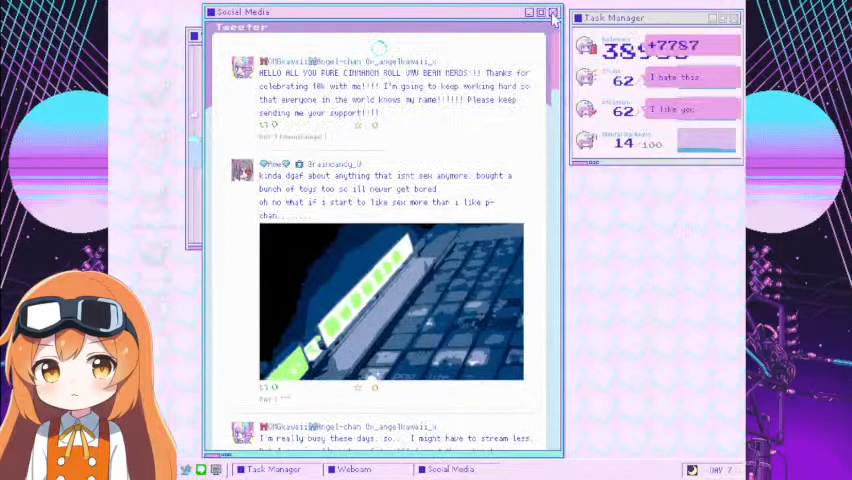 Social Media
Tweeter
HELLO ALL YOU PURE CINNAMON ROLL UWU BEAM NERDS!!! Thanks for
celebrating 10k with me!!!! I'm going to keep working hard so
that everyone in the world knows my name!!!!!! Please keep
sending me your support!!!!
Ame
kinda dgaf about anything that isnt sex anymore. bought a
bunch of toys too so ill never get bored
oh no what if i start to like sex more than i like p-
chan.......
I'm really busy these days, so... I might have to stream less.
Task Manager
+7787
62
I hate this
62
I like you
14/100
Task Manager
Webcam
Social Media
DAY 7